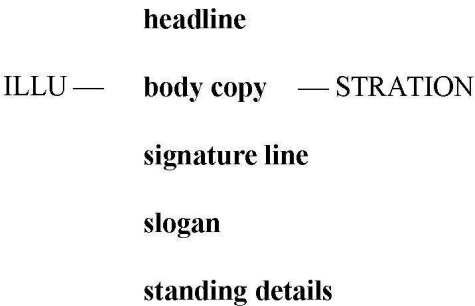 headline
ILLU — body copy — STRATION
signature line
slogan
standing details